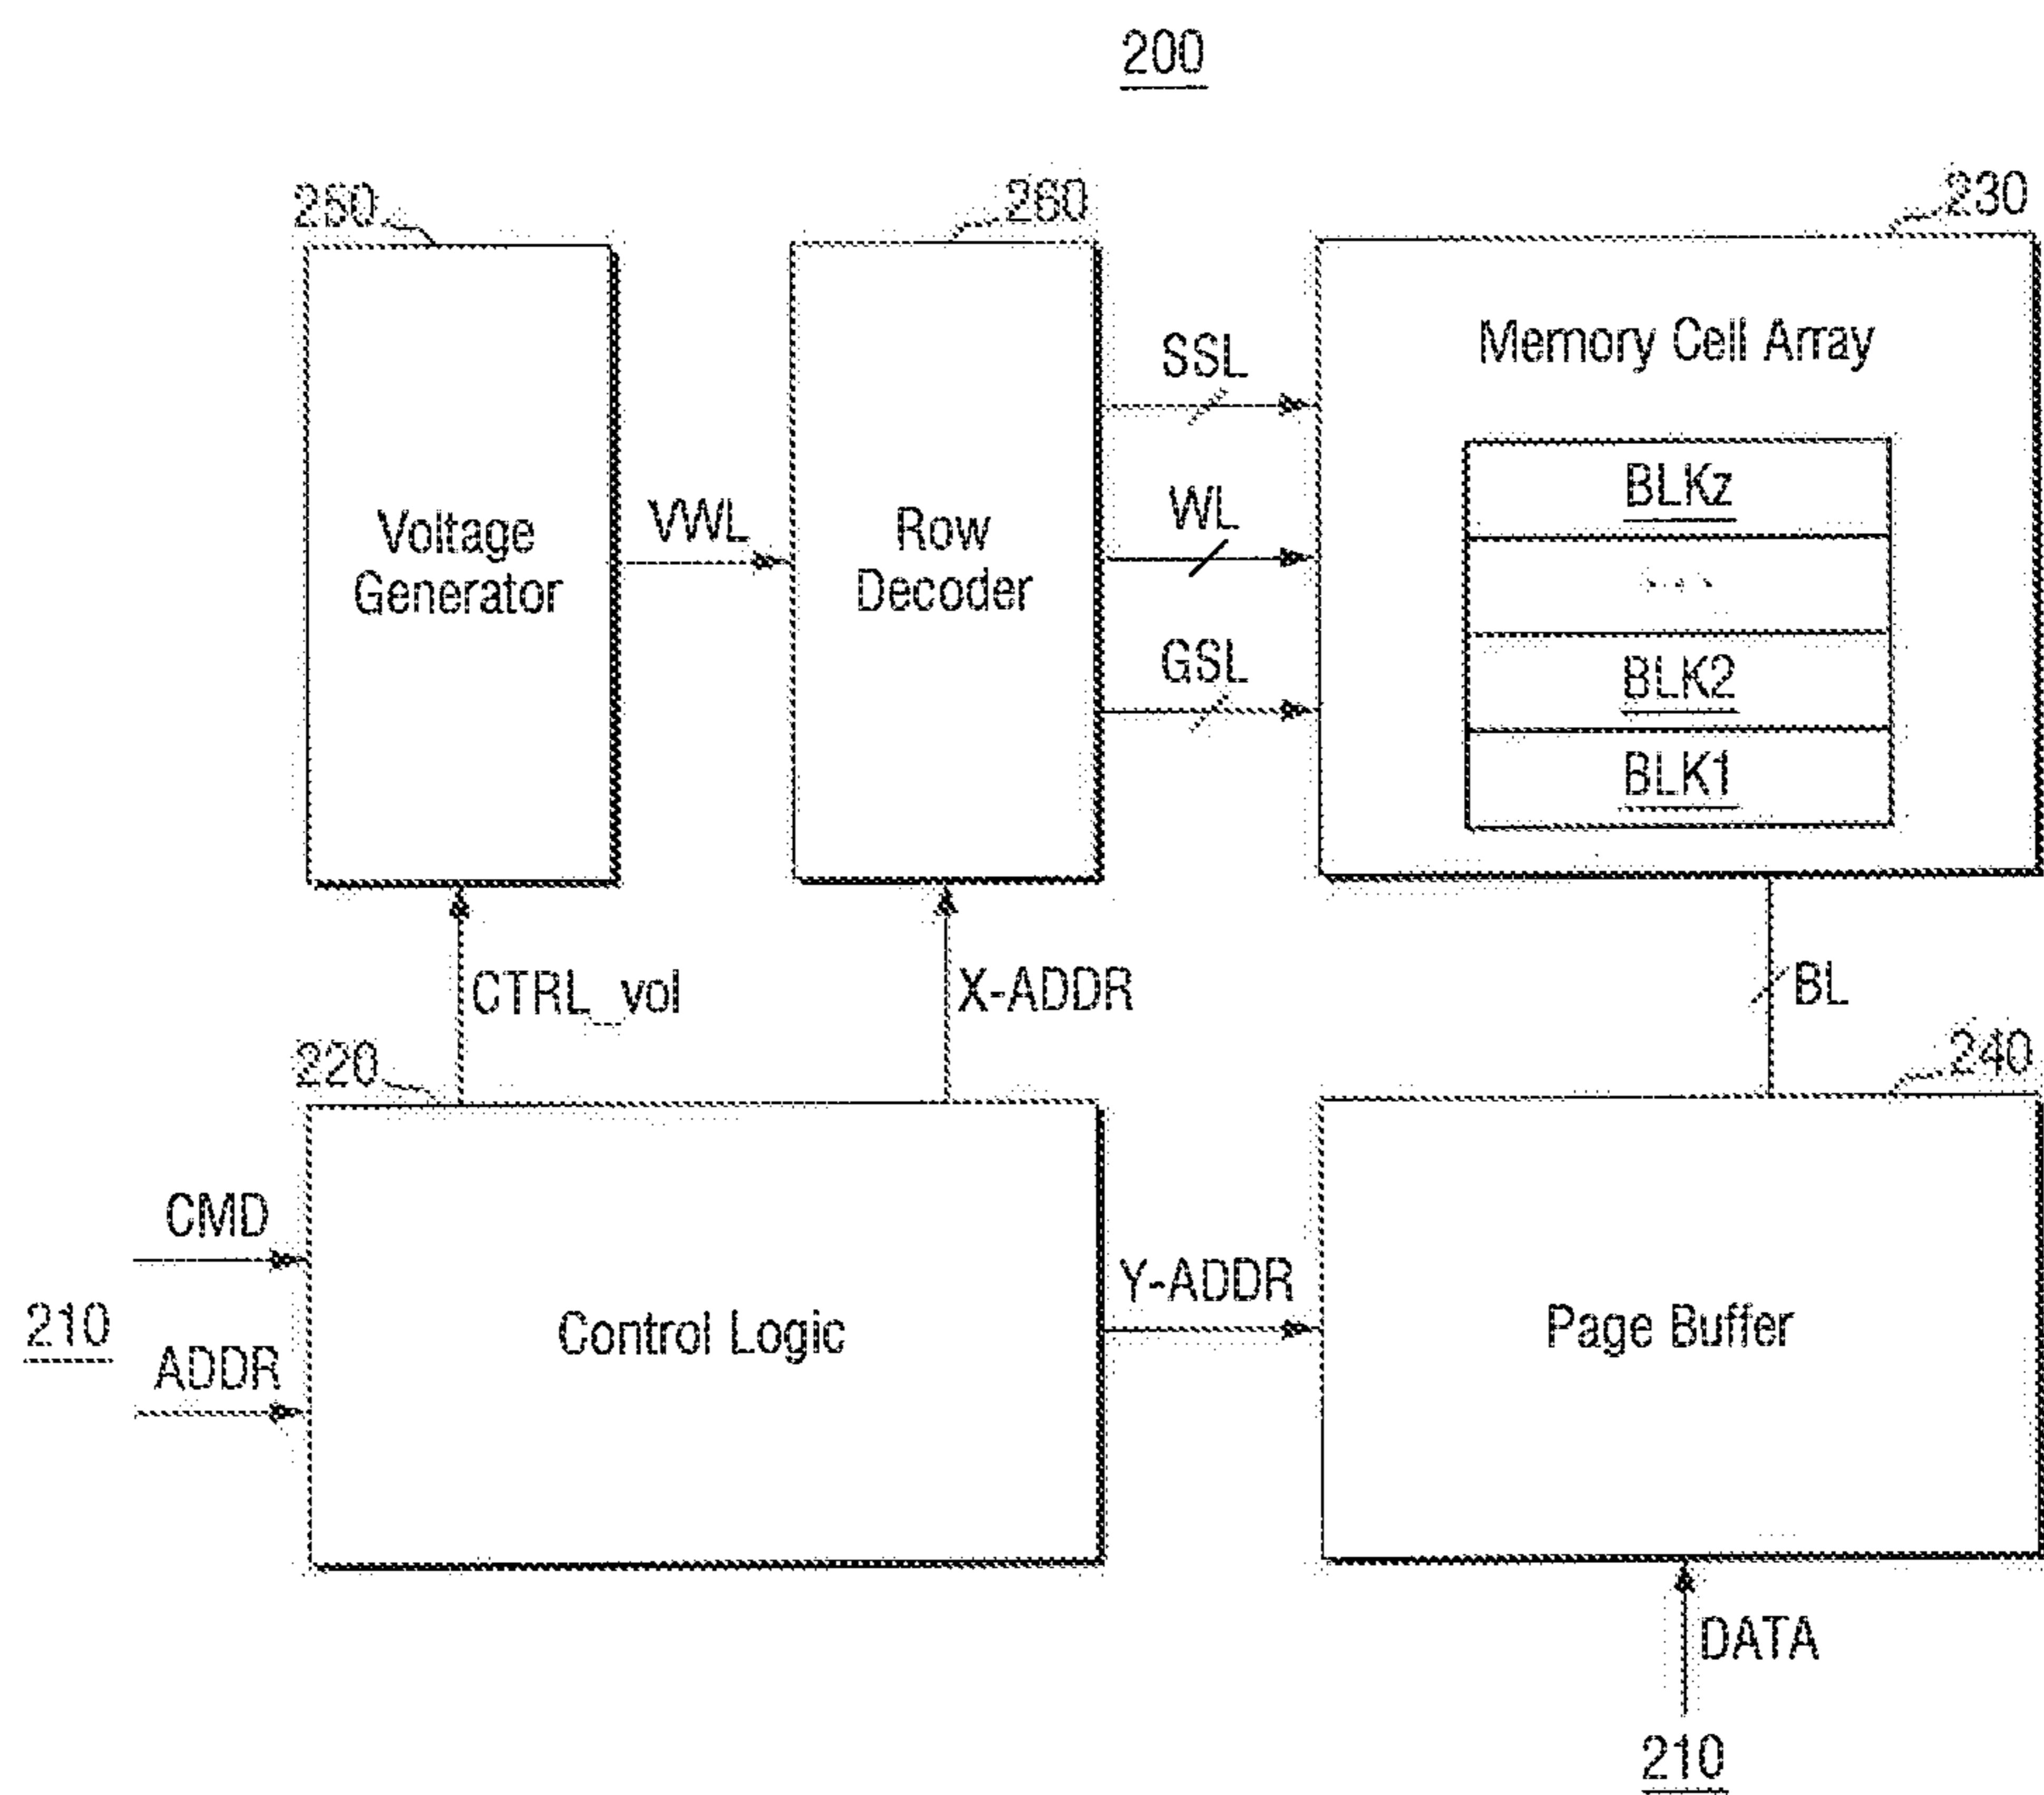 200
250
260
230
Voltage
Generator
VWL
Row
Decoder
SSL
WL
GSL
Memory Cell Array
BLKz
...
BLK2
BLK1
CTRL_vol
X-ADDR
BL
220
240
CMD
210
ADDR
Control Logic
Y-ADDR
Page Buffer
DATA
210